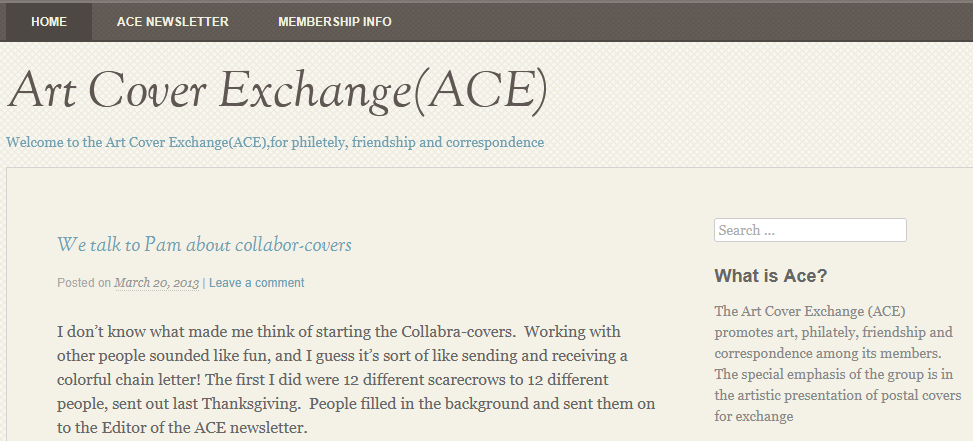 HOME ACE NEWSLETTER MEMBERSHIP INFO
Art Cover Exchange(ACE)
Welcome to the Art Cover Exchange(ACE),for philetely, friendship and correspondence
We talk to Pam about collabor-covers
Posted on March 20, 2013 | Leave a comment
I don't know what made me think of starting the Collabra-covers.  Working with
other people sounded like fun, and I guess it's sort of like sending and receiving a
colorful chain letter! The first I did were 12 different scarecrows to 12 different
people, sent out last Thanksgiving.  People filled in the background and sent them on
to the Editor of the ACE newsletter.
Search ...
What is Ace?
The Art Cover Exchange (ACE)
promotes art, philately, friendship and
correspondence among its members.
The special emphasis of the group is in
the artistic presentation of postal covers
for exchange